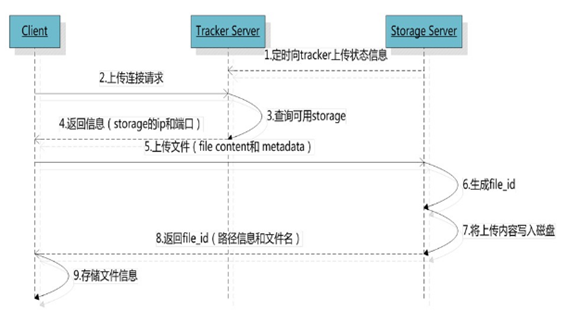 Client
Tracker Server
Storage Server
1.定时向tracker上传状态信息
2.上传连接请求
3.查询可用storage
4.返回信息（storage的ip和端口）
5.上传文件（file content和 metadata）
6.生成file_id
7.将上传内容写入磁盘
8.返回file_id（路径信息和文件名）
9.存储文件信息